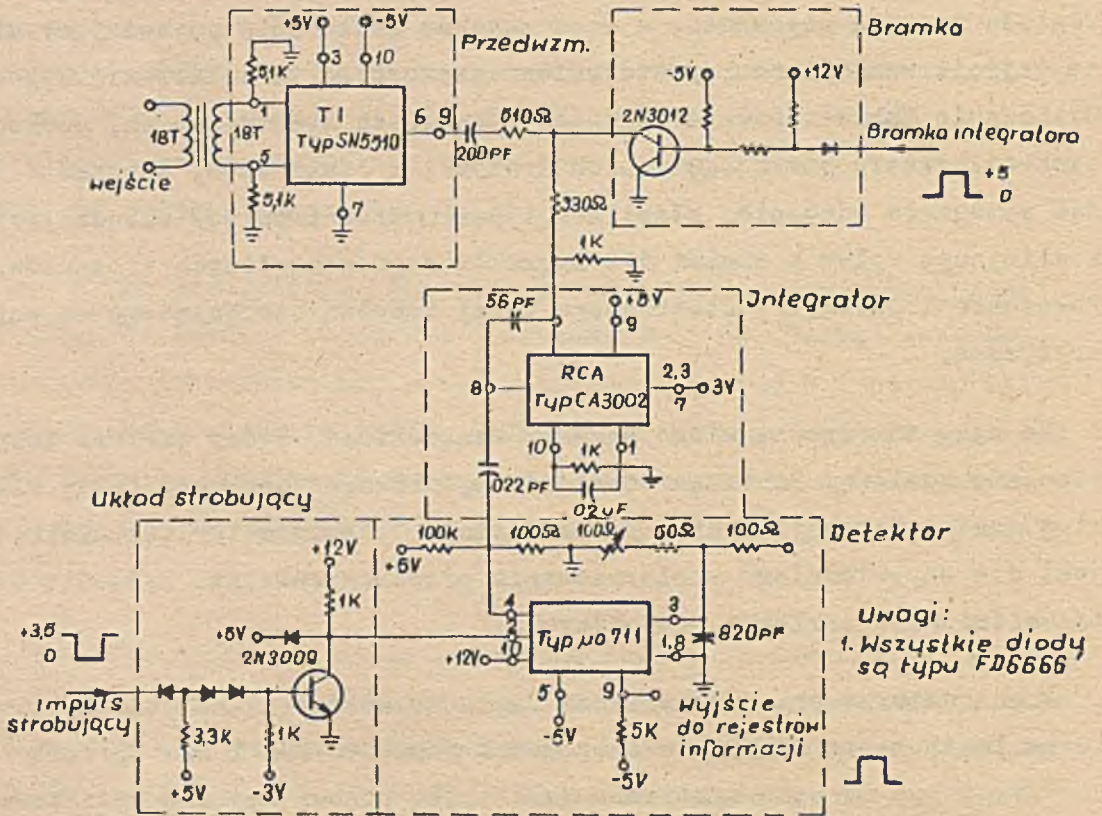 Przedwzm.
+5V
-5V
3
10
5,1K
1
18T
18T
T I
Typ SN5510
6
9
200PF
510Ω
5
wejście
5,1K
7
Bramka
-5V
+12V
2N3012
Bramka integratora
+5
0
330Ω
1K
Integrator
56PF
+5V
9
8
RCA
Typ CA3002
2,3
7
3V
10
1
1K
022PF
02uF
Układ strobujący
Detektor
+12V
1K
+5V
2N3009
+3,5
0
Impuls
strobujący
3,3K
1K
+5V
-3V
+5V
100K
100Ω
100Ω
50Ω
100Ω
4
10
+12V
Typ µa 711
3
1,8
820PF
5
-5V
9
5K
-5V
Wyjście
do rejestrów
informacji
Uwagi:
1. Wszystkie diody
są typu FD6666